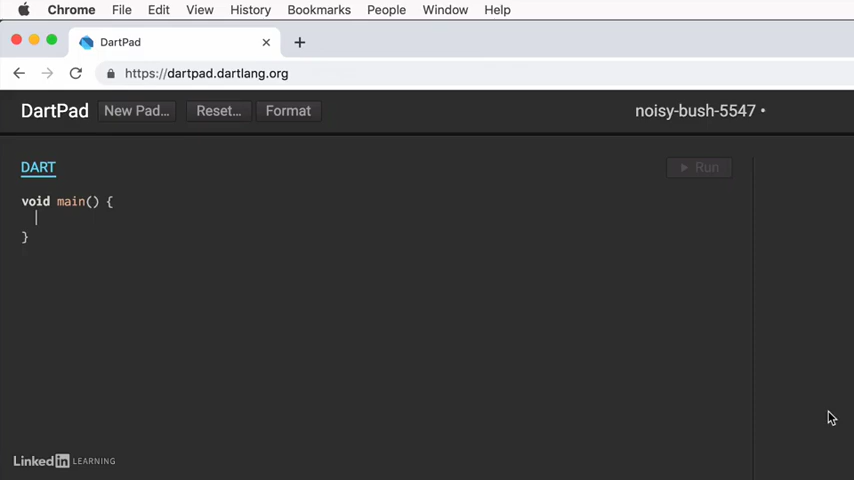 Chrome File Edit View History Bookmarks People Window Help
DartPad
https://dartpad.dartlang.org
DartPad New Pad... Reset... Format noisy-bush-5547 •
DART Run
void main() {
}
Linked in LEARNING